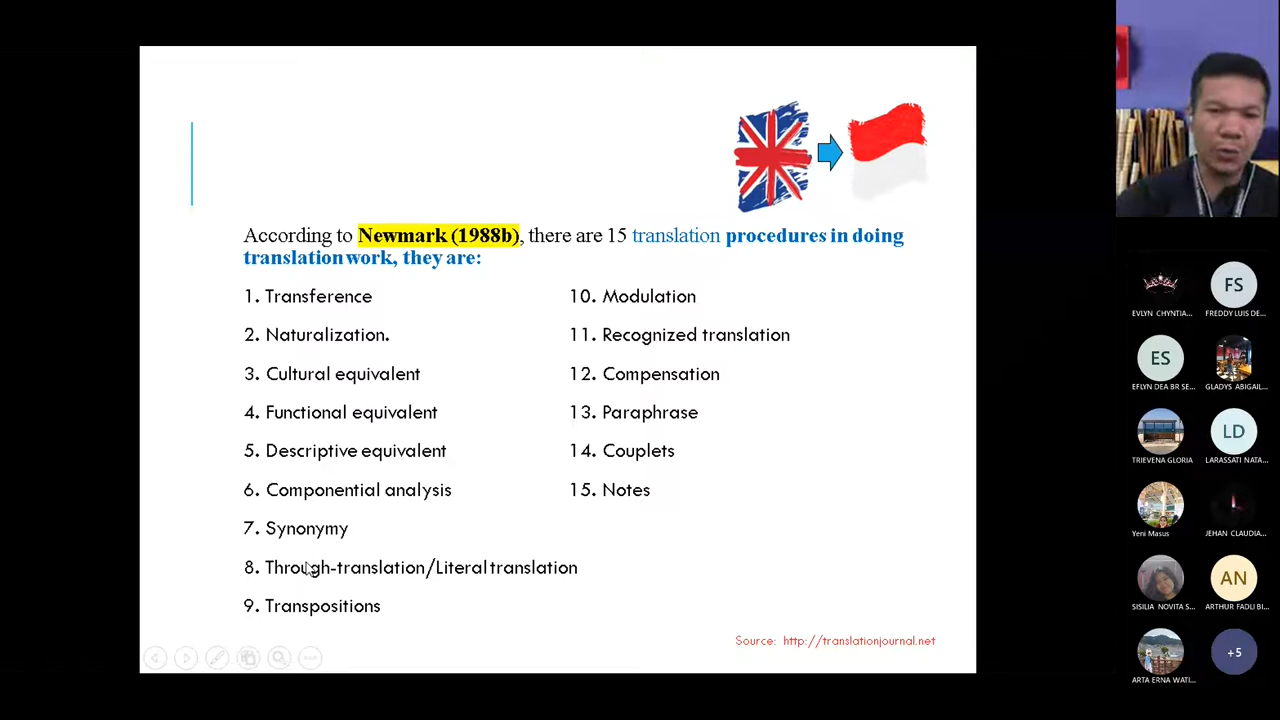 According to Newmark (1988b), there are 15 translation procedures in doing
translation work, they are:
1. Transference
2. Naturalization.
3. Cultural equivalent
4. Functional equivalent
5. Descriptive equivalent
6. Componential analysis
7. Synonymy
8. Through-translation/Literal translation
9. Transpositions
10. Modulation
11. Recognized translation
12. Compensation
13. Paraphrase
14. Couplets
15. Notes
Source: http://translationjournal.net
EVLYN CHYNTIA...
FS
FREDDY LUIS DE...
ES
EFLYN DEA BR SE...
GLADYS ABIGAIL...
TRIEVENA GLORIA
LD
LARASSATI NATA...
Yeni Masus
JEHAN CLAUDIA...
SISILIA NOVITA S...
AN
ARTHUR FADLI BI...
ARTA ERNA WATI...
+5